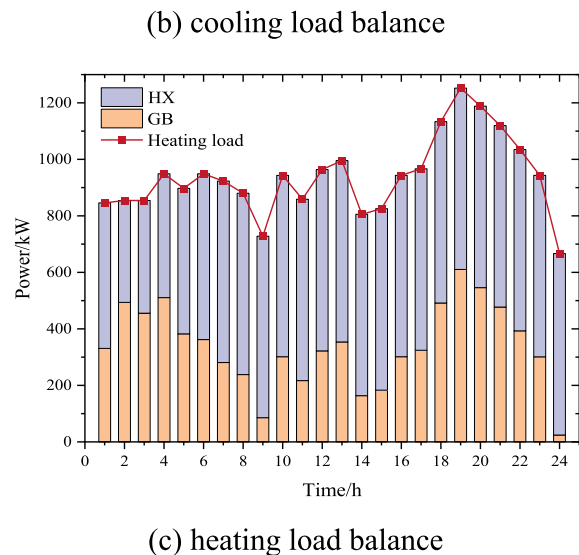 (b) cooling load balance
HX
GB
Heating load
1200
1000
800
600
400
200
0
Power/kW
0 2 4 6 8 10 12 14 16 18 20 22 24
Time/h
(c) heating load balance